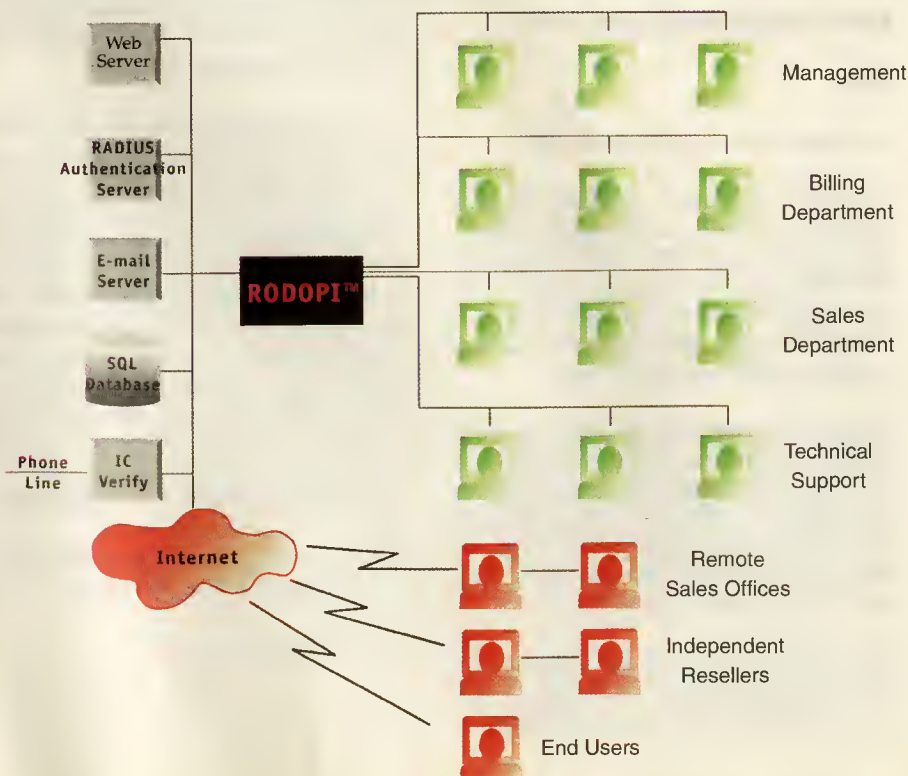 Web
Server
RADIUS
Authentication
Server
E-mail
Server
SQL
Database
Phone
Line
IC
Verify
Internet
RODOPI™
Management
Billing
Department
Sales
Department
Technical
Support
Remote
Sales Offices
Independent
Resellers
End Users